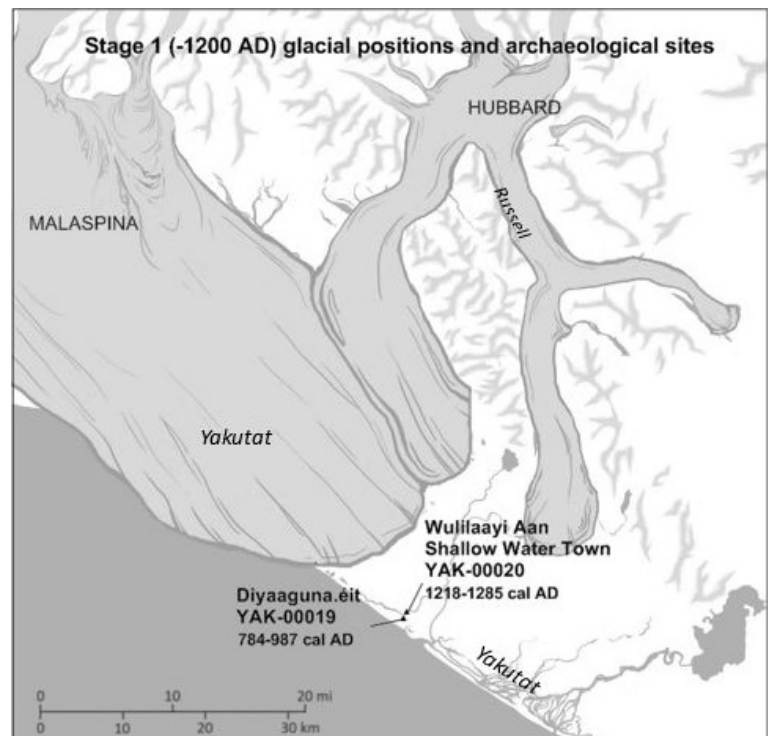 Stage 1 (-1200 AD) glacial positions and archaeological sites
HUBBARD
Russell
MALASPINA
Yakutat
Wulilaayi Aan
Shallow Water Town
YAK-00020
1218-1285 cal AD
Diyaaguna.éit
YAK-00019
784-987 cal AD
Yakutat
0 10 20 mi
0 10 20 30 km